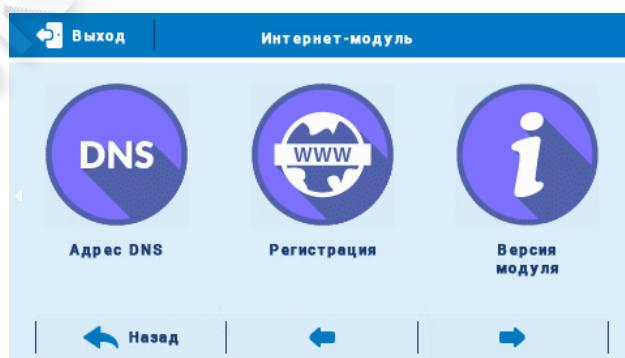 Выход
Интернет-модуль
DNS
WWW
i
Адрес DNS
Регистрация
Версия
модуля
Назад